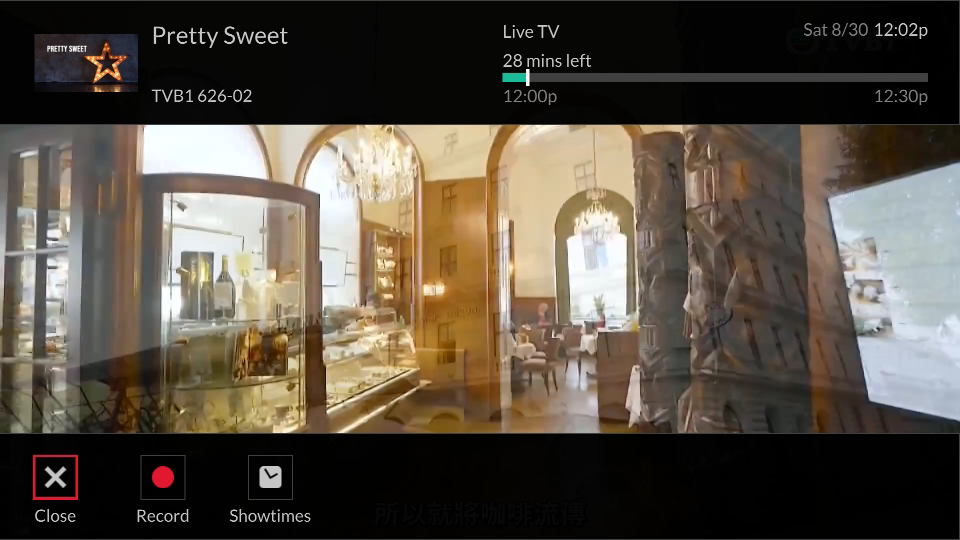 PRETTY SWEET
Pretty Sweet
TVB1 626-02
Live TV
28 mins left
12:00p
12:30p
Sat 8/30 12:02p
Close
Record
Showtimes
所以就將咖啡流傳